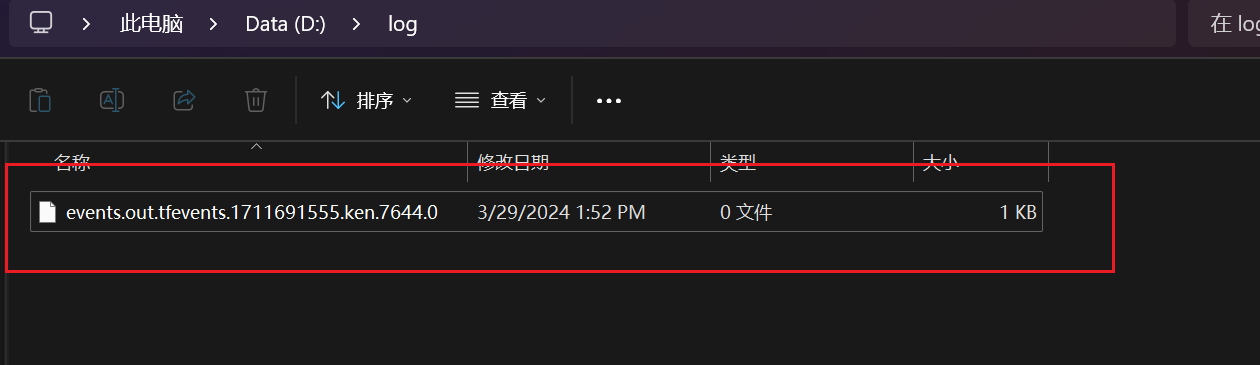 此电脑 > Data (D:) > log 在 log
排序 查看
名称 修改日期 类型 大小
events.out.tfevents.1711691555.ken.7644.0 3/29/2024 1:52 PM 0 文件 1 KB